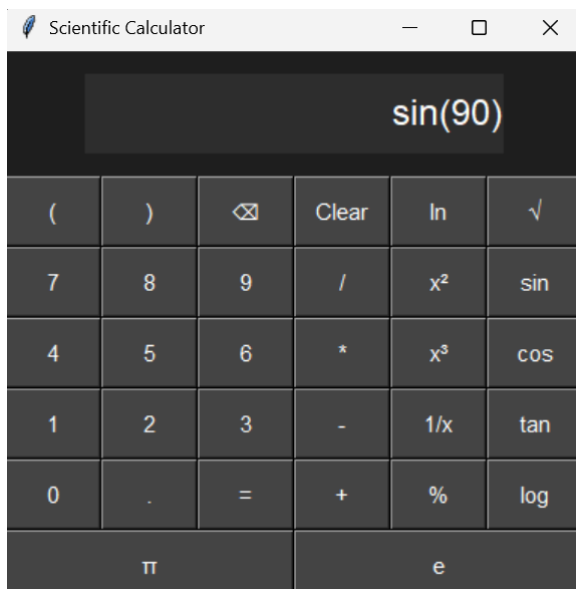 Scientific Calculator
sin(90)
( ) ⌫ Clear ln √
7 8 9 / x² sin
4 5 6 * x³ cos
1 2 3 - 1/x tan
0 . = + % log
π e